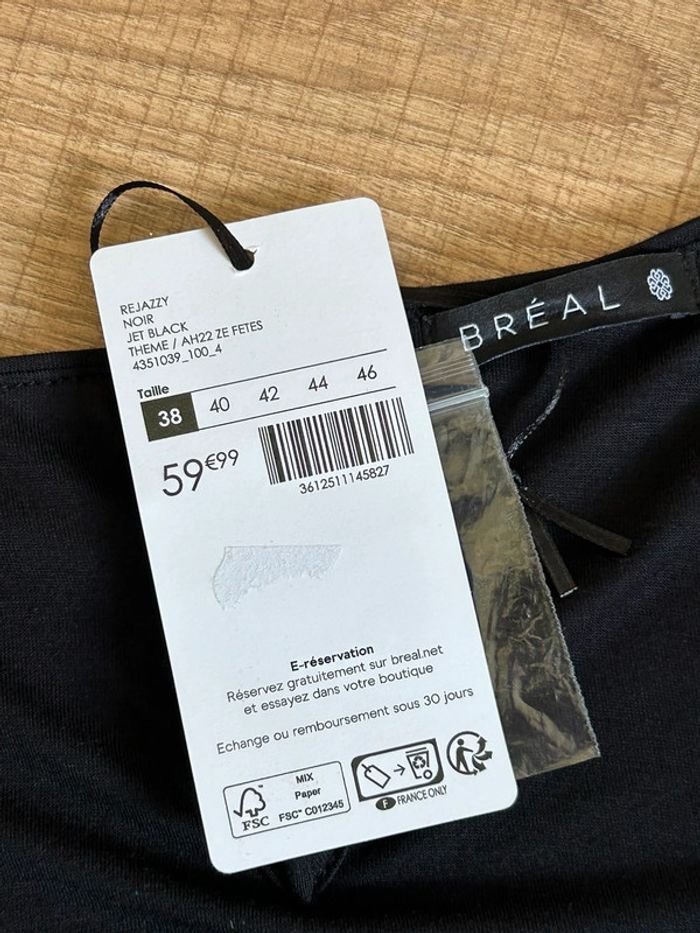 REJAZZY
NOIR
JET BLACK
THEME / AH22 ZE FETES
4351039_100_4
Taille
38 40 42 44 46
59€99
3612511145827
E-réservation
Réservez gratuitement sur breal.net
et essayez dans votre boutique
Echange ou remboursement sous 30 jours
FSC
MIX
Paper
FSC™ C012345
F FRANCE ONLY
BRÉAL